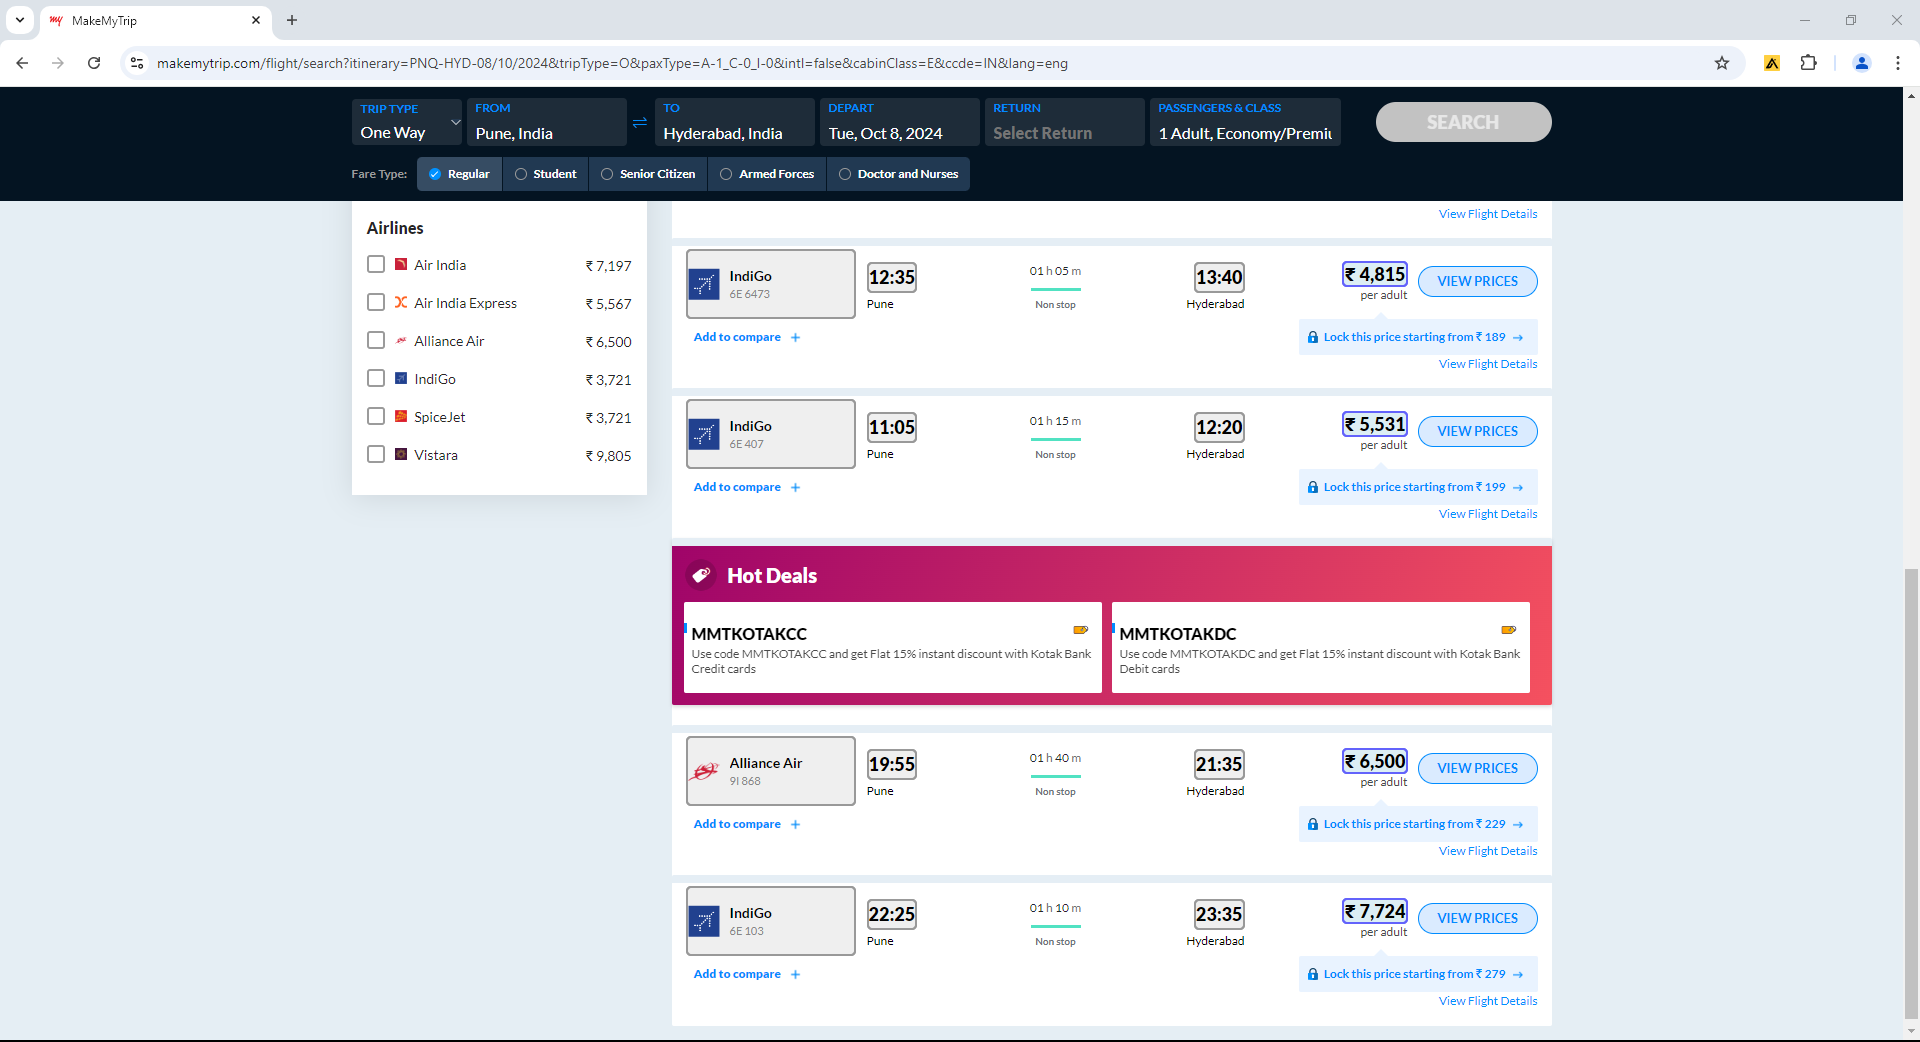 MakeMyTrip
makemytrip.com/flight/search?itinerary=PNQ-HYD-08/10/2024&tripType=O&paxType=A-1_C-0_I-0&intl=false&cabinClass=E&ccde=IN&lang=eng
TRIP TYPE
One Way
FROM
Pune, India
TO
Hyderabad, India
DEPART
Tue, Oct 8, 2024
RETURN
Select Return
PASSENGERS & CLASS
1 Adult, Economy/Premiu
SEARCH
Fare Type:
Regular
Student
Senior Citizen
Armed Forces
Doctor and Nurses
Airlines
Air India ₹ 7,197
Air India Express ₹ 5,567
Alliance Air ₹ 6,500
IndiGo ₹ 3,721
SpiceJet ₹ 3,721
Vistara ₹ 9,805
View Flight Details
IndiGo
6E 6473
12:35
Pune
01 h 05 m
Non stop
13:40
Hyderabad
₹ 4,815
per adult
VIEW PRICES
Add to compare +
Lock this price starting from ₹ 189 →
View Flight Details
IndiGo
6E 407
11:05
Pune
01 h 15 m
Non stop
12:20
Hyderabad
₹ 5,531
per adult
VIEW PRICES
Add to compare +
Lock this price starting from ₹ 199 →
View Flight Details
Hot Deals
MMTKOTAKCC
Use code MMTKOTAKCC and get Flat 15% instant discount with Kotak Bank
Credit cards
MMTKOTAKDC
Use code MMTKOTAKDC and get Flat 15% instant discount with Kotak Bank
Debit cards
Alliance Air
9I 868
19:55
Pune
01 h 40 m
Non stop
21:35
Hyderabad
₹ 6,500
per adult
VIEW PRICES
Add to compare +
Lock this price starting from ₹ 229 →
View Flight Details
IndiGo
6E 103
22:25
Pune
01 h 10 m
Non stop
23:35
Hyderabad
₹ 7,724
per adult
VIEW PRICES
Add to compare +
Lock this price starting from ₹ 279 →
View Flight Details